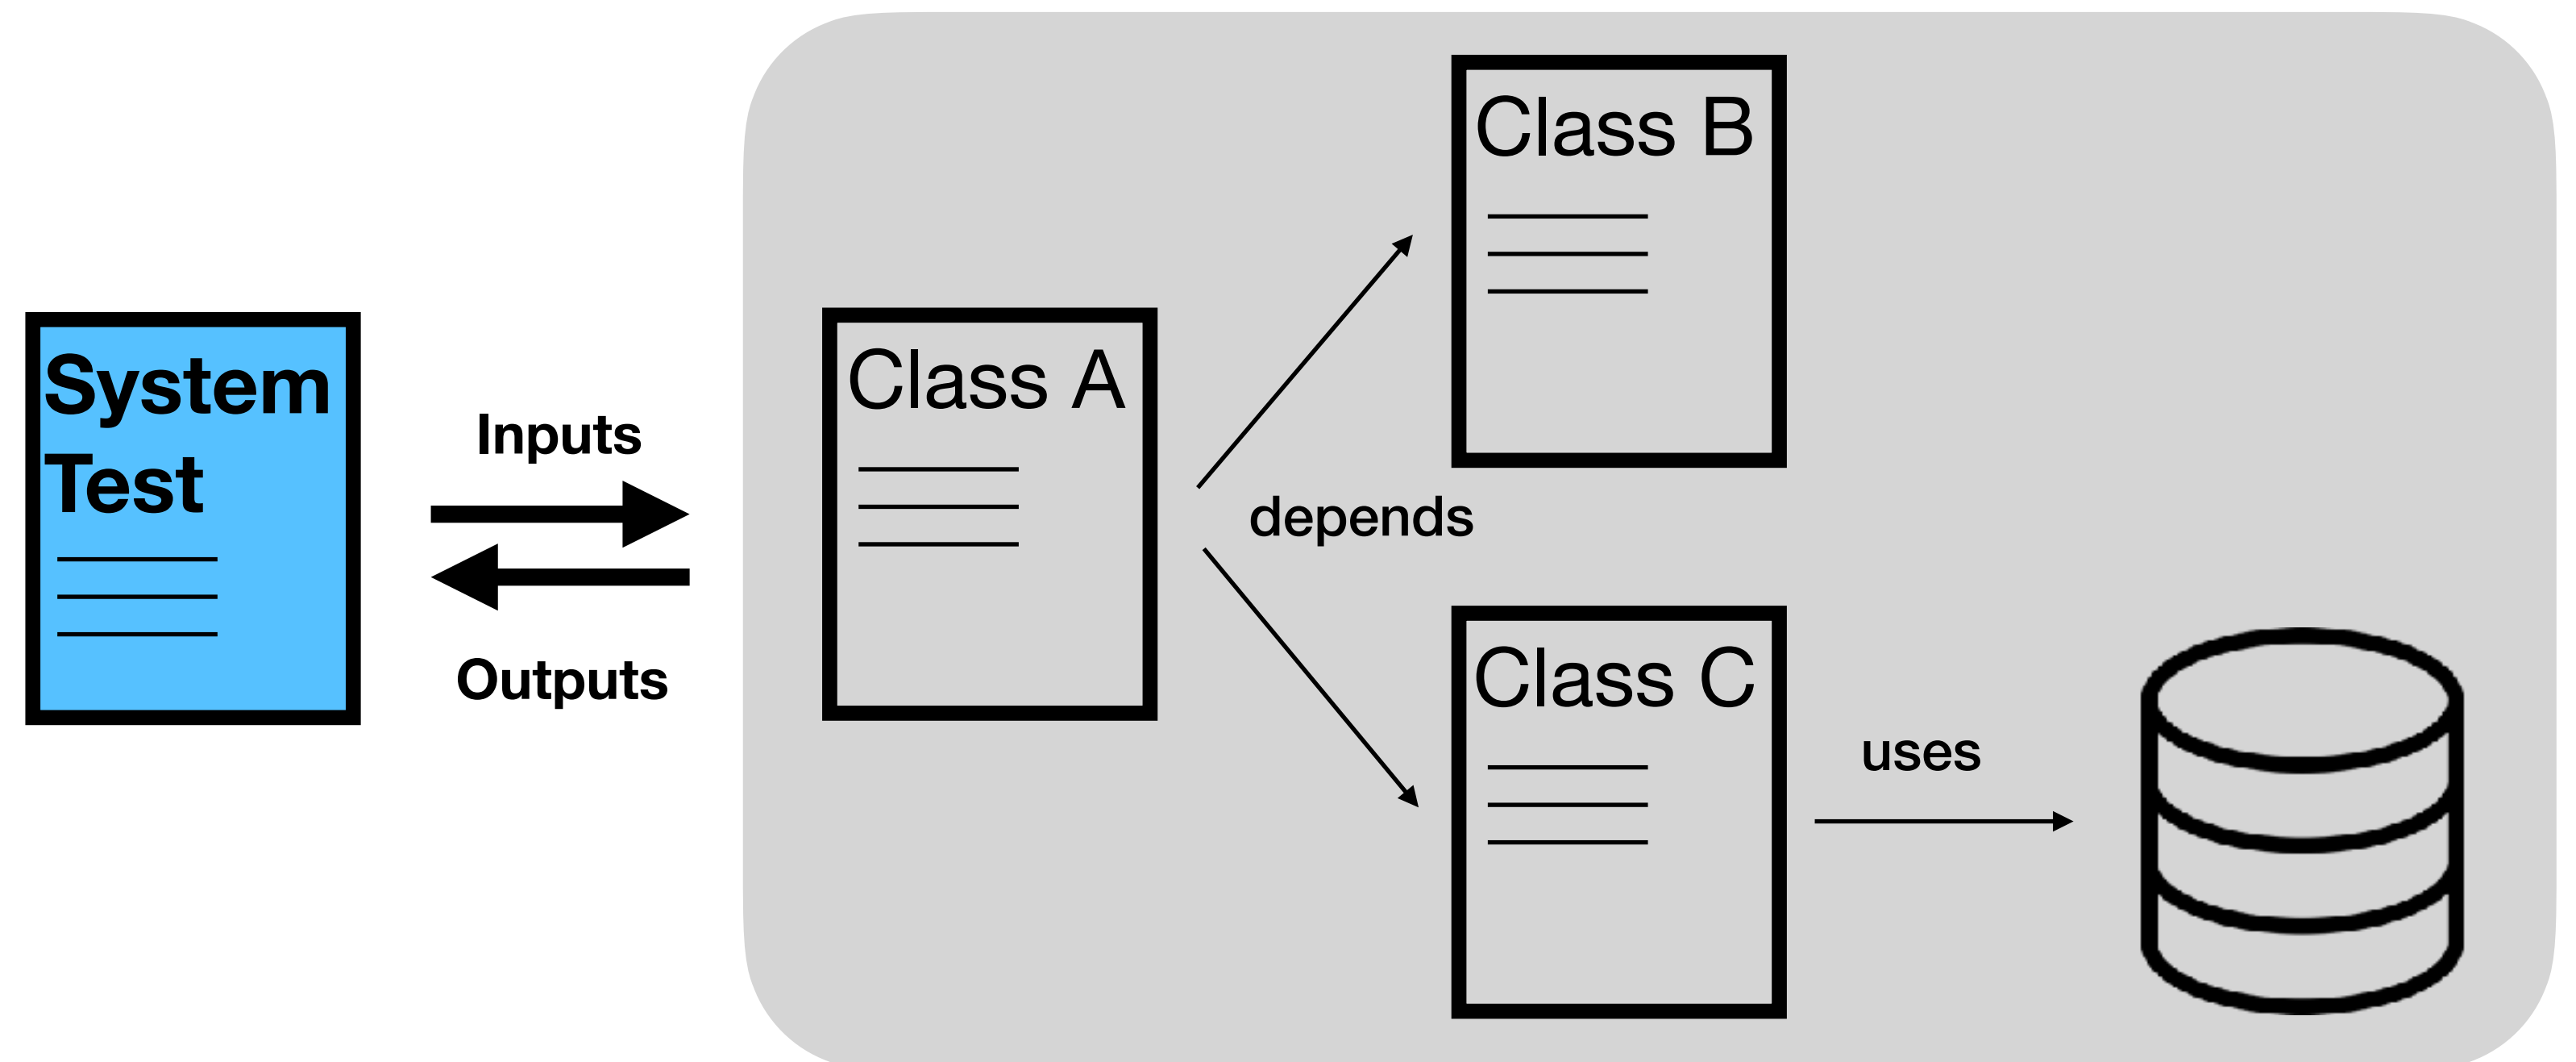 System
Test
Inputs
Outputs
Class A
depends
Class B
Class C
uses